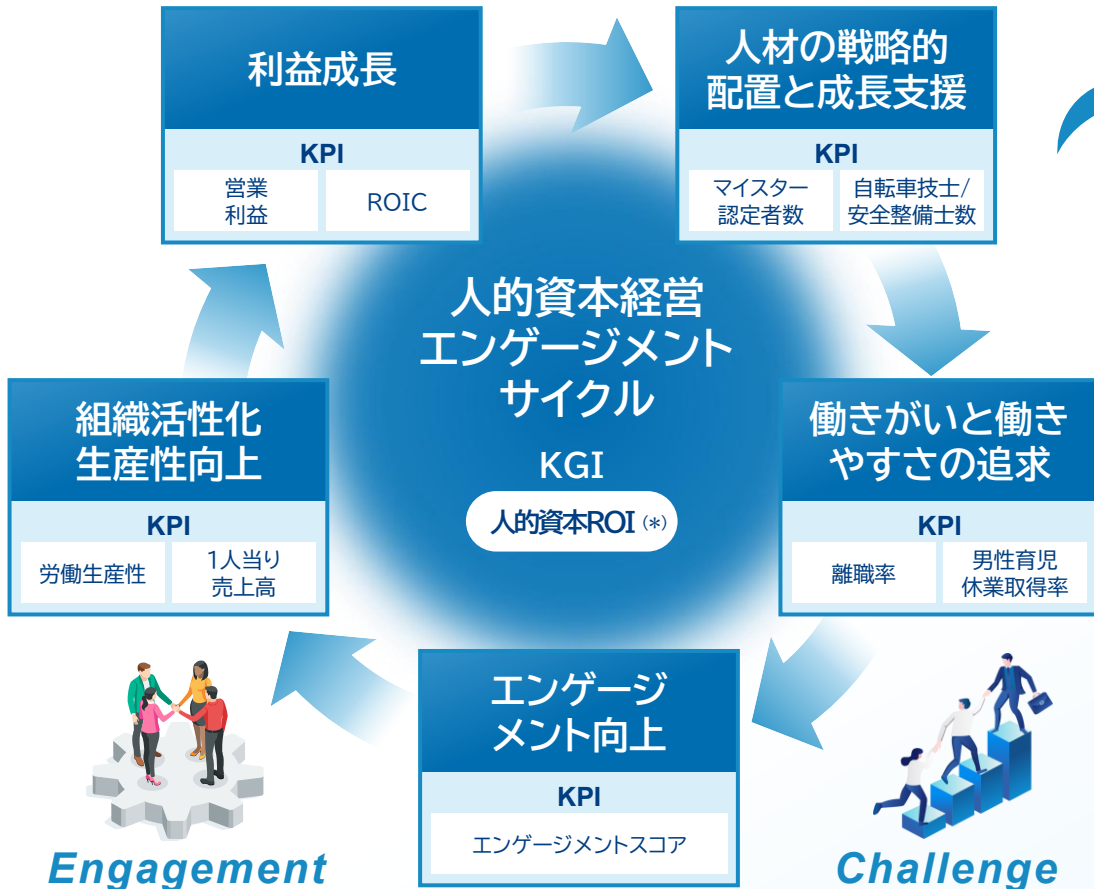 利益成長
KPI
営業
利益
ROIC
人材の戦略的
配置と成長支援
KPI
マイスター
認定者数
自転車技士/
安全整備士数
人的資本経営
エンゲージメント
サイクル
KGI
人的資本ROI (*)
組織活性化
生産性向上
KPI
労働生産性
1人当り
売上高
働きがいと働き
やすさの追求
KPI
離職率
男性育児
休業取得率
エンゲージ
メント向上
KPI
エンゲージメントスコア
Engagement
Challenge